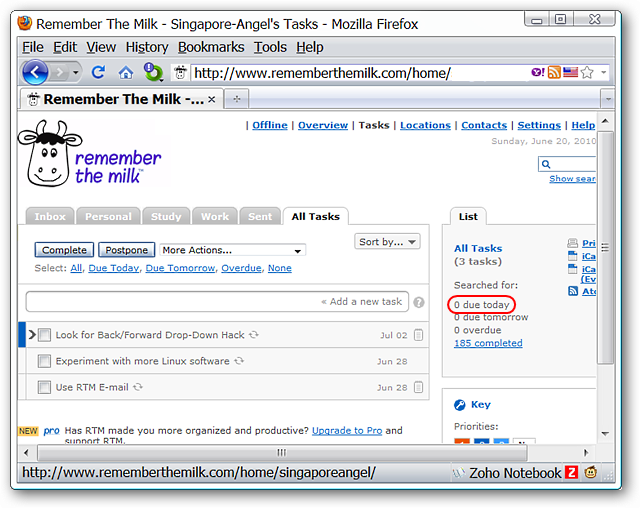 Remember The Milk - Singapore-Angel's Tasks - Mozilla Firefox
File Edit View History Bookmarks Tools Help
http://www.rememberthemilk.com/home/
Remember The Milk -...
| Offline | Overview | Tasks | Locations | Contacts | Settings | Help
Sunday, June 20, 2010
remember
the milk
Show sear
Inbox Personal Study Work Sent All Tasks
List
Complete Postpone More Actions... Sort by...
Select: All, Due Today, Due Tomorrow, Overdue, None
« Add a new task
Look for Back/Forward Drop-Down Hack Jul 02
Experiment with more Linux software Jun 28
Use RTM E-mail Jun 28
All Tasks
(3 tasks)
Pri
iCa
iCa
(Ev
Ato
Searched for:
0 due today
0 due tomorrow
0 overdue
185 completed
Key
Priorities:
NEW pro Has RTM made you more organized and productive? Upgrade to Pro and
support RTM.
http://www.rememberthemilk.com/home/singaporeangel/
Zoho Notebook